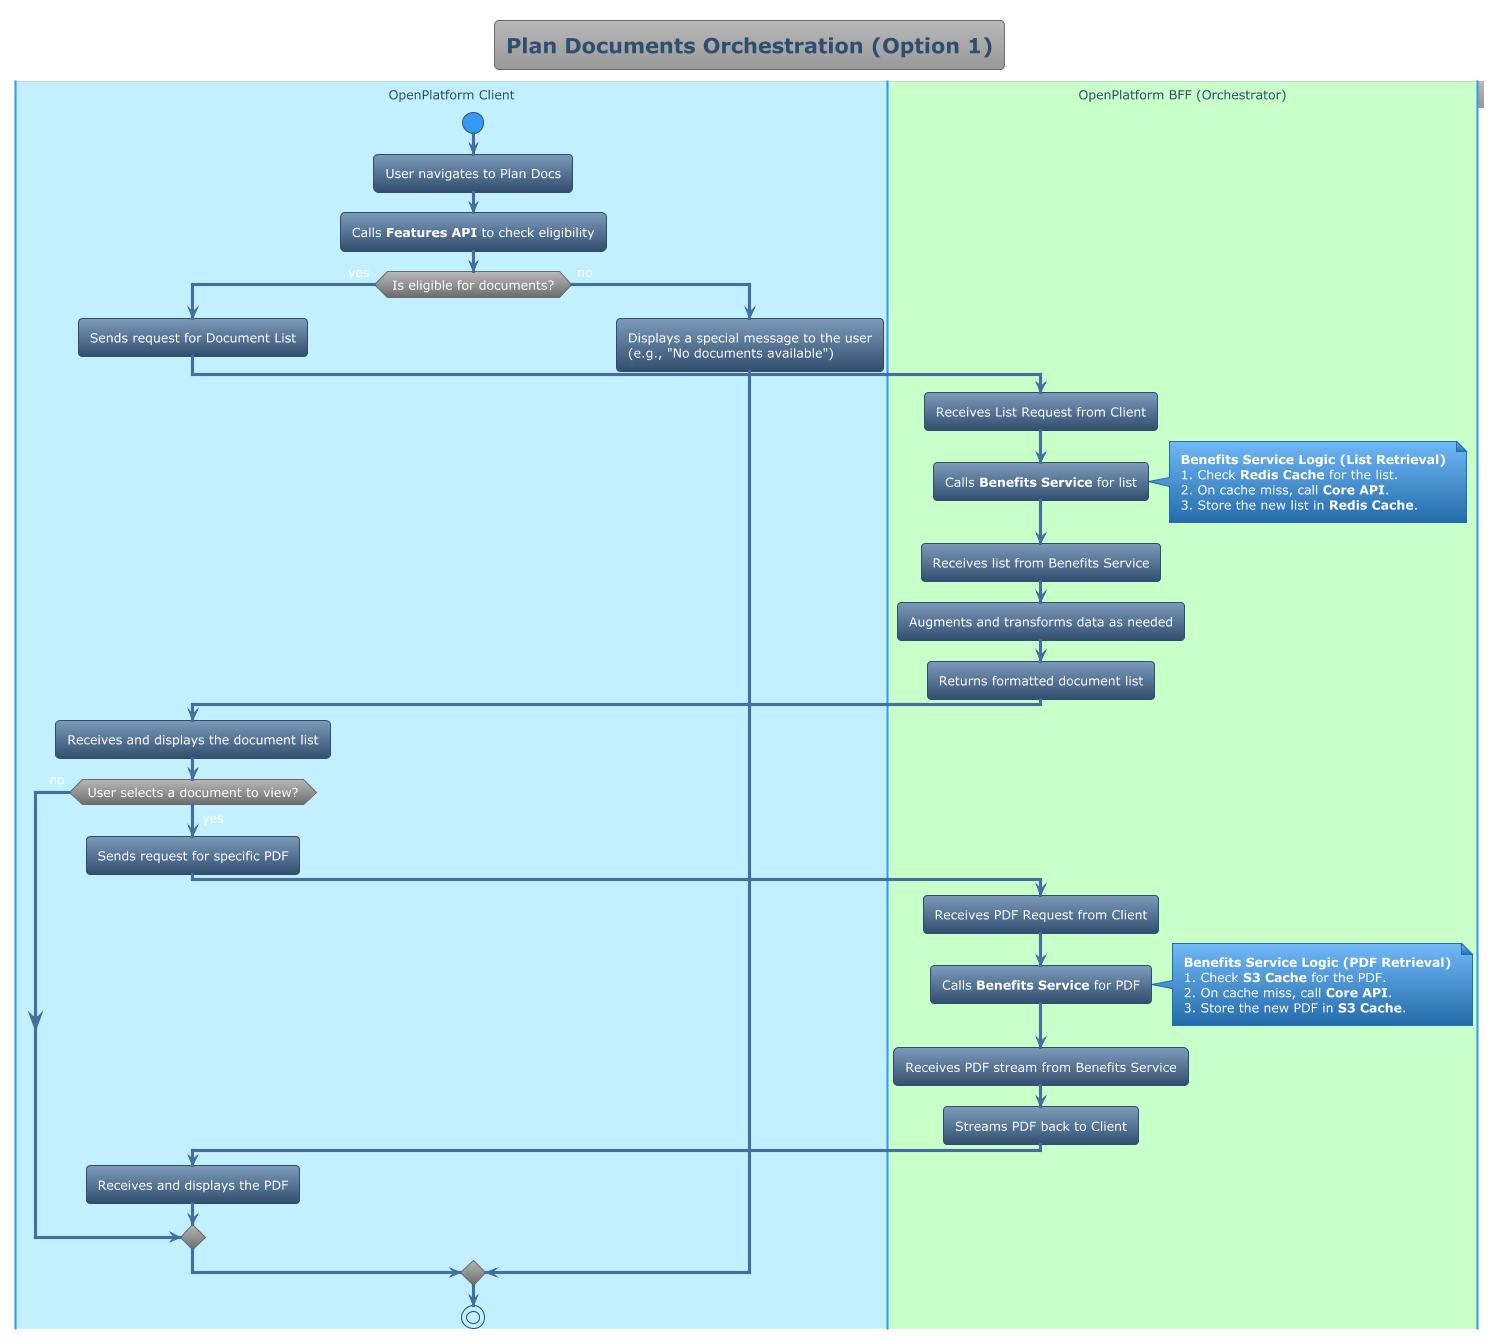 Plan Documents Orchestration (Option 1)
OpenPlatform Client
OpenPlatform BFF (Orchestrator)
User navigates to Plan Docs
Calls Features API to check eligibility
yes
Is eligible for documents?
no
Sends request for Document List
Displays a special message to the user
(e.g., "No documents available")
Receives List Request from Client
Calls Benefits Service for list
Benefits Service Logic (List Retrieval)
1. Check Redis Cache for the list.
2. On cache miss, call Core API.
3. Store the new list in Redis Cache.
Receives list from Benefits Service
Augments and transforms data as needed
Returns formatted document list
Receives and displays the document list
no
User selects a document to view?
yes
Sends request for specific PDF
Receives PDF Request from Client
Calls Benefits Service for PDF
Benefits Service Logic (PDF Retrieval)
1. Check S3 Cache for the PDF.
2. On cache miss, call Core API.
3. Store the new PDF in S3 Cache.
Receives PDF stream from Benefits Service
Streams PDF back to Client
Receives and displays the PDF